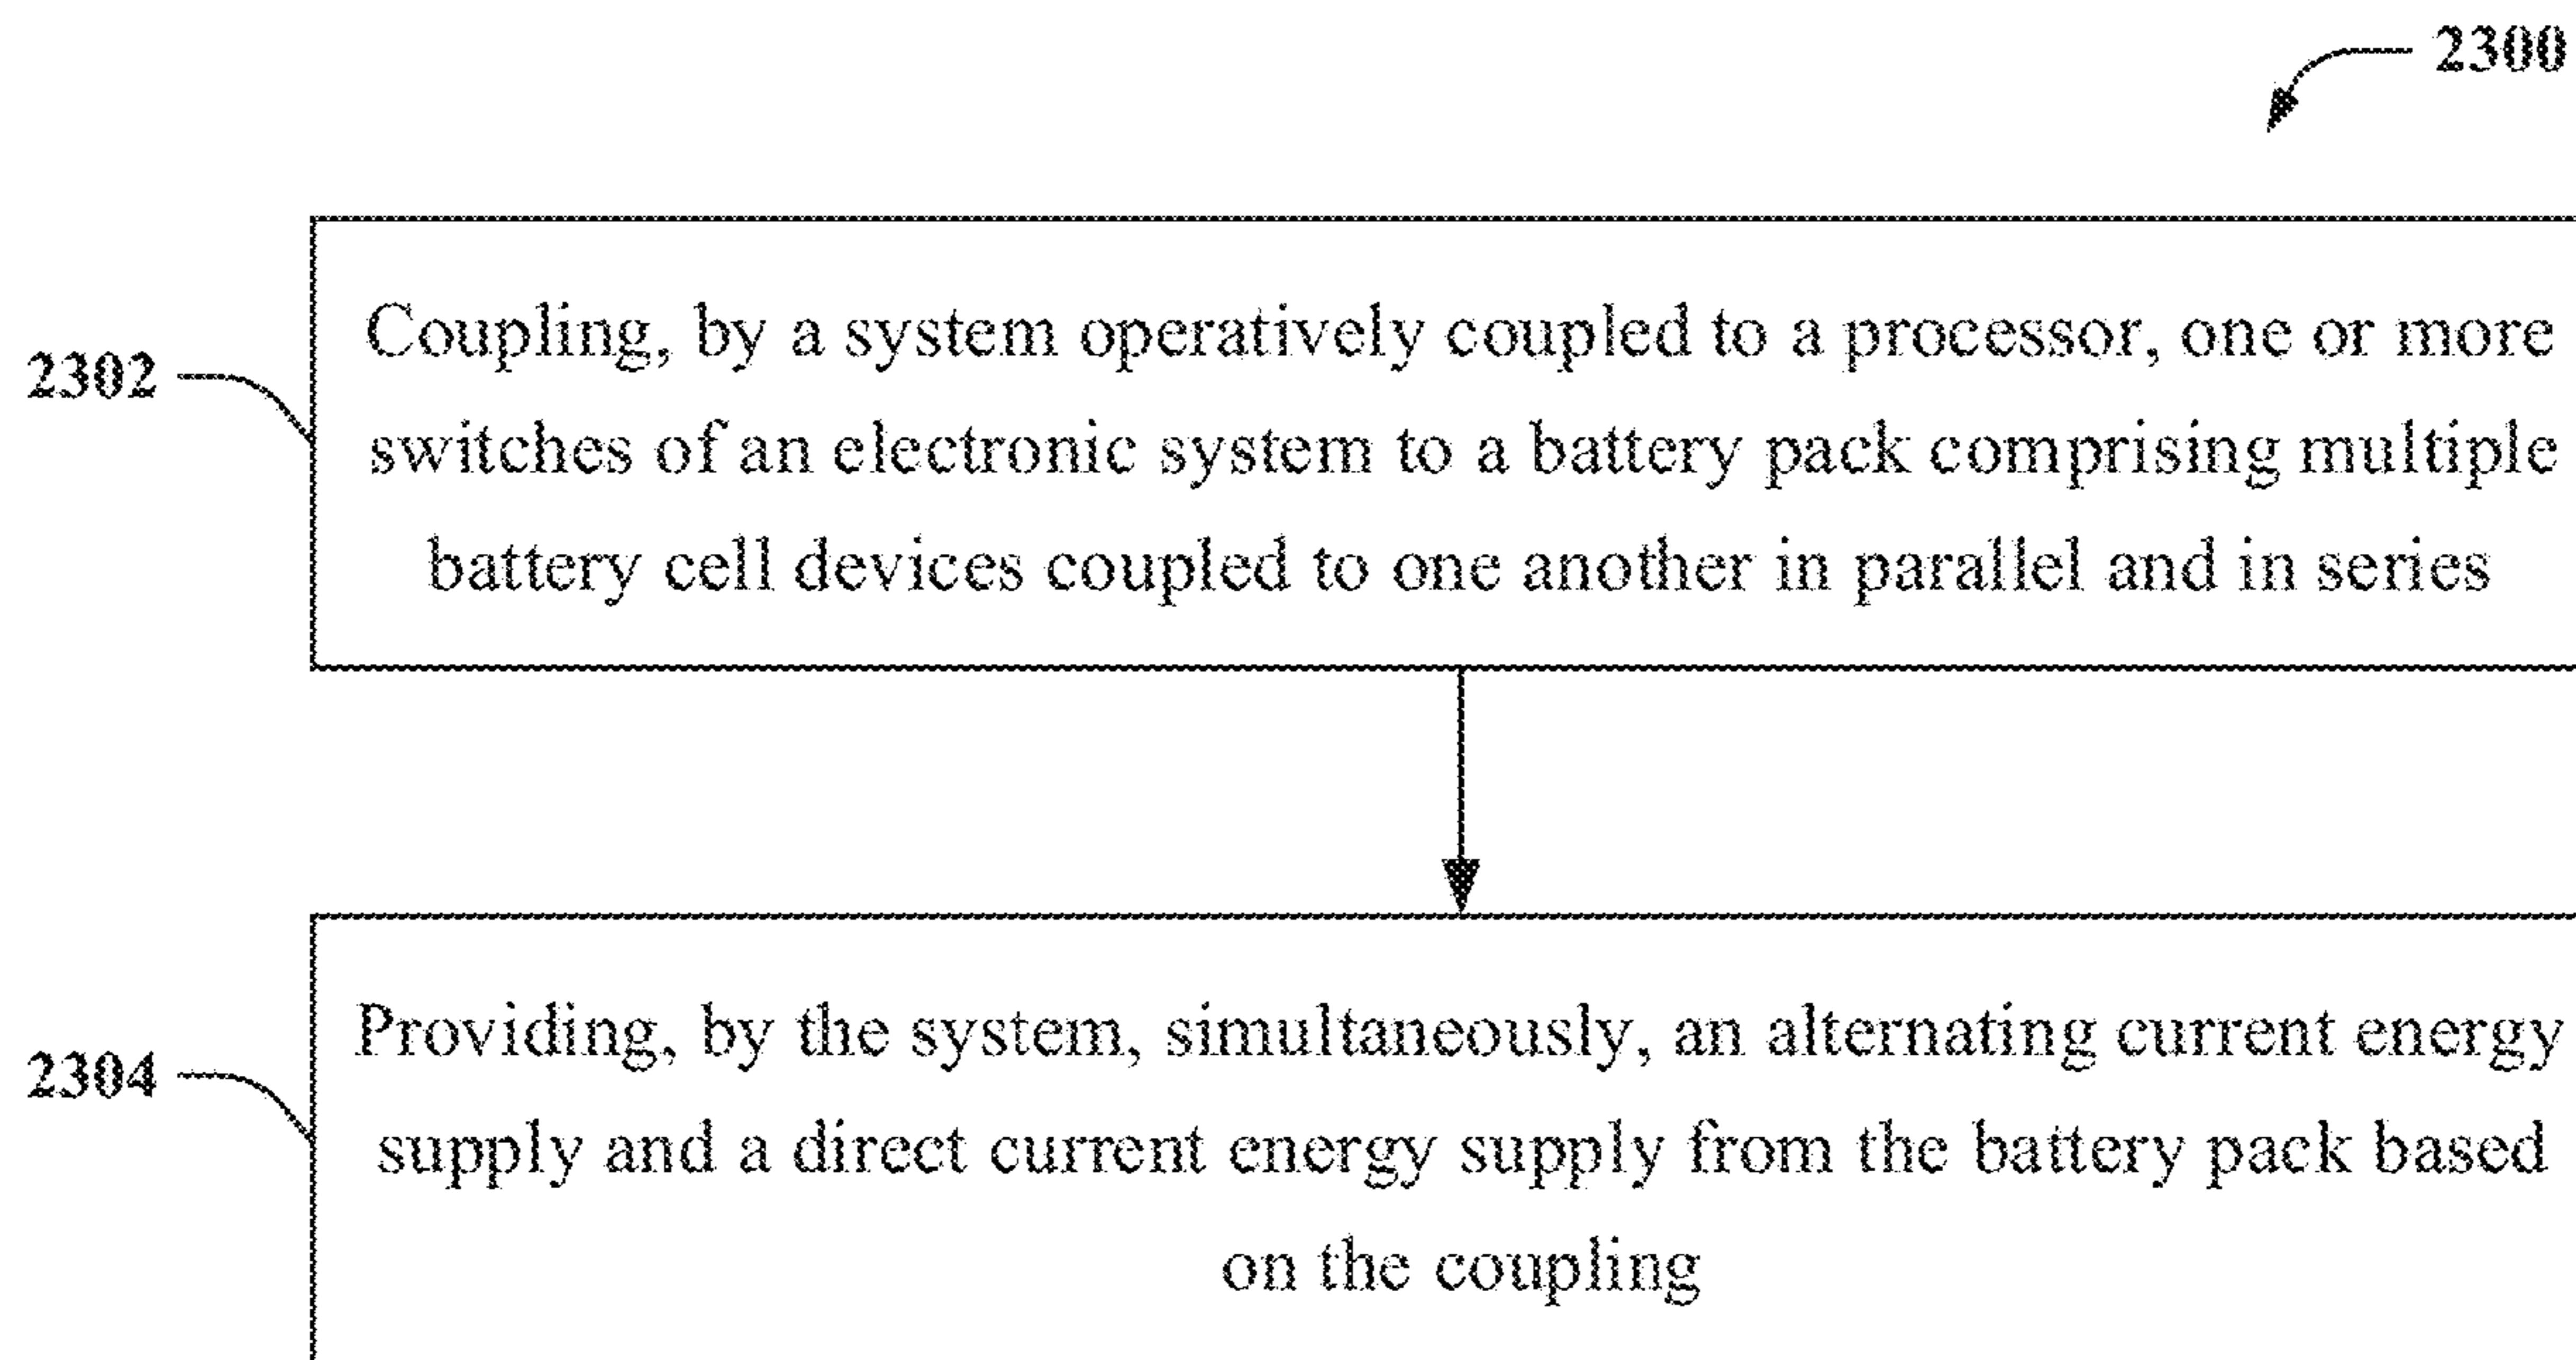 2300
2302
Coupling, by a system operatively coupled to a processor, one or more
switches of an electronic system to a battery pack comprising multiple
battery cell devices coupled to one another in parallel and in series
2304
Providing, by the system, simultaneously, an alternating current energy
supply and a direct current energy supply from the battery pack based
on the coupling